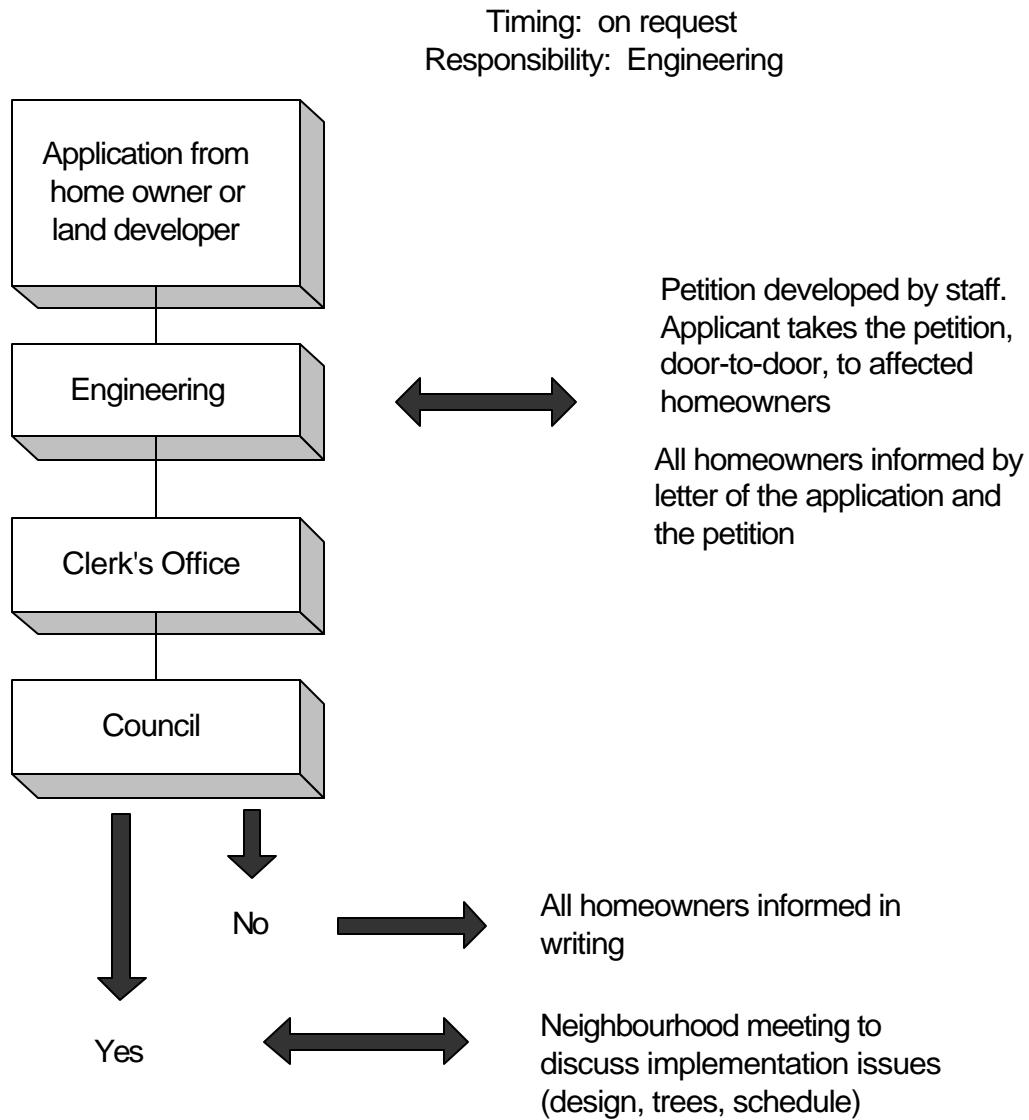 Timing: on request
Responsibility: Engineering
Application from
home owner or
land developer
Petition developed by staff.
Applicant takes the petition,
door-to-door, to affected
homeowners
Engineering
All homeowners informed by
letter of the application and
the petition
Clerk's Office
Council
No
All homeowners informed in
writing
Yes
Neighbourhood meeting to
discuss implementation issues
(design, trees, schedule)